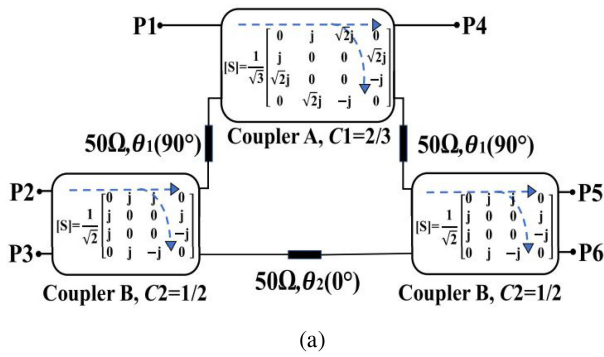 P1
P4
[S]=1/√3 [0 j √2j 0
j 0 0 √2j
√2j 0 0 −j
0 √2j −j 0]
Coupler A, C1=2/3
50Ω,θ1(90°)
50Ω,θ1(90°)
P2
P3
[S]=1/√2 [0 j j 0
j 0 0 j
j 0 0 −j
0 j −j 0]
Coupler B, C2=1/2
50Ω,θ2(0°)
[S]=1/√2 [0 j j 0
j 0 0 j
j 0 0 −j
0 j −j 0]
P5
P6
Coupler B, C2=1/2
(a)